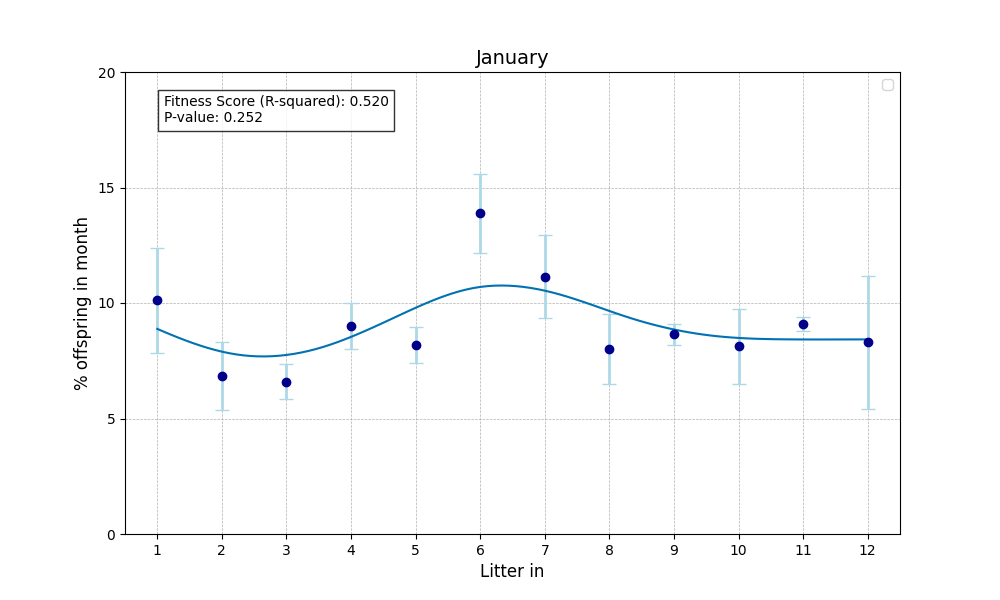 January
Fitness Score (R-squared): 0.520
P-value: 0.252
% offspring in month
20
15
10
5
0
1 2 3 4 5 6 7 8 9 10 11 12
Litter in